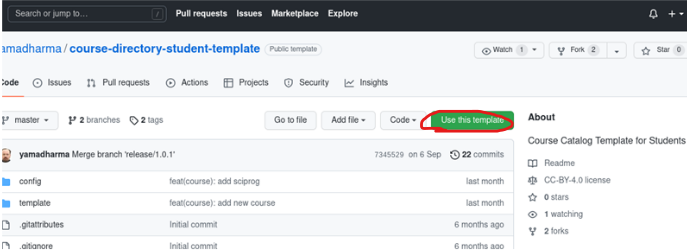 Search or jump to... / Pull requests Issues Marketplace Explore
amadharma / course-directory-student-template Public template
Watch 1 Fork 2 Star 0
Code Issues Pull requests Actions Projects Security Insights
master 2 branches 2 tags Go to file Add file Code Use this template
yamadharma Merge branch 'release/1.0.1' 7345529 on 6 Sep 22 commits
config feat(course): add sciprog last month
template feat(course): add new course last month
.gitattributes Initial commit 6 months ago
.gitignore Initial commit 6 months ago
About
Course Catalog Template for Students
Readme
CC-BY-4.0 license
0 stars
1 watching
2 forks